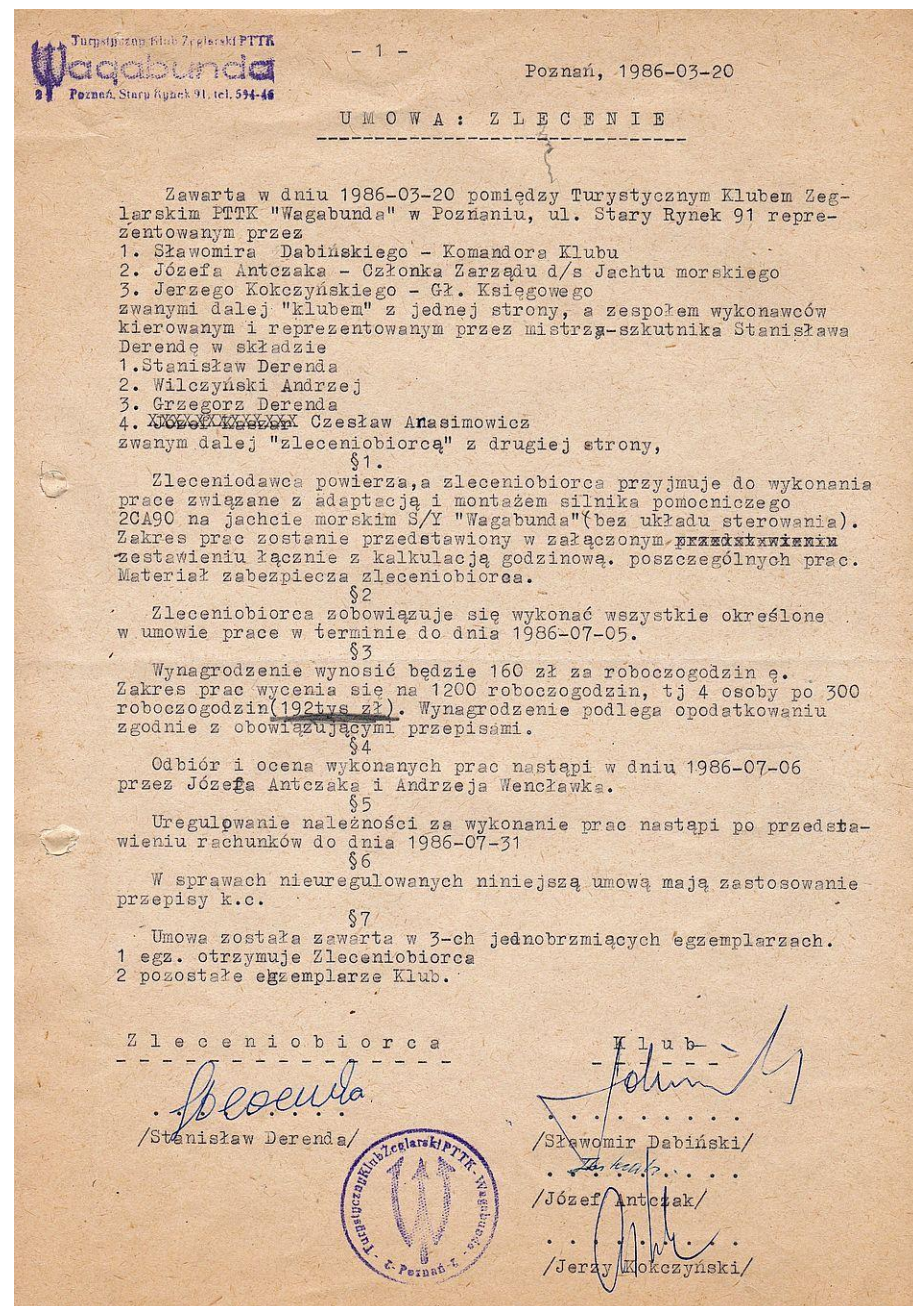 Turystyczny Klub Żeglarski PTTK
Wagabunda
Poznań, Stary Rynek 91, tel. 594-46
- 1 -
Poznań, 1986-03-20
U M O W A : Z L E C E N I E
Zawarta w dniu 1986-03-20 pomiędzy Turystycznym Klubem Żeg-
larskim PTTK "Wagabunda" w Poznaniu, ul. Stary Rynek 91 repre-
zentowanym przez
1. Sławomira Dabińskiego - Komandora Klubu
2. Józefa Antczaka - Członka Zarządu d/s Jachtu morskiego
3. Jerzego Kokczyńskiego - Gł. Księgowego
zwanymi dalej "klubem" z jednej strony, a zespołem wykonawców
kierowanym i reprezentowanym przez mistrza-szkutnika Stanisława
Derendę w składzie
1.Stanisław Derenda
2. Wilczyński Andrzej
3. Grzegorz Derenda
4. Czesław Anasimowicz
zwanym dalej "zleceniobiorcą" z drugiej strony,
§1.
Zleceniodawca powierza,a zleceniobiorca przyjmuje do wykonania
prace związane z adaptacją i montażem silnika pomocniczego
2CA90 na jachcie morskim S/Y "Wagabunda"(bez układu sterowania).
Zakres prac zostanie przedstawiony w załączonym
zestawieniu łącznie z kalkulacją godzinową. poszczególnych prac.
Materiał zabezpiecza zleceniobiorca.
§2
Zleceniobiorca zobowiązuje się wykonać wszystkie określone
w umowie prace w terminie do dnia 1986-07-05.
§3
Wynagrodzenie wynosić będzie 160 zł za roboczogodzin ę.
Zakres prac wycenia się na 1200 roboczogodzin, tj 4 osoby po 300
roboczogodzin(192tys zł). Wynagrodzenie podlega opodatkowaniu
zgodnie z obowiązującymi przepisami.
§4
Odbiór i ocena wykonanych prac nastąpi w dniu 1986-07-06
przez Józefa Antczaka i Andrzeja Wencławka.
§5
Uregulowanie należności za wykonanie prac nastąpi po przedsta-
wieniu rachunków do dnia 1986-07-31
§6
W sprawach nieuregulowanych niniejszą umową mają zastosowanie
przepisy k.c.
§7
Umowa została zawarta w 3-ch jednobrzmiących egzemplarzach.
1 egz. otrzymuje Zleceniobiorca
2 pozostałe egzemplarze Klub.
Z l e c e n i o b i o r c a
K l u b
Derenda
/Stanisław Derenda/
/Sławomir Dabiński/
/Józef Antczak/
/Jerzy Kokczyński/
Turystyczny Klub Żeglarski PTTK - Wagabunda -
Poznań